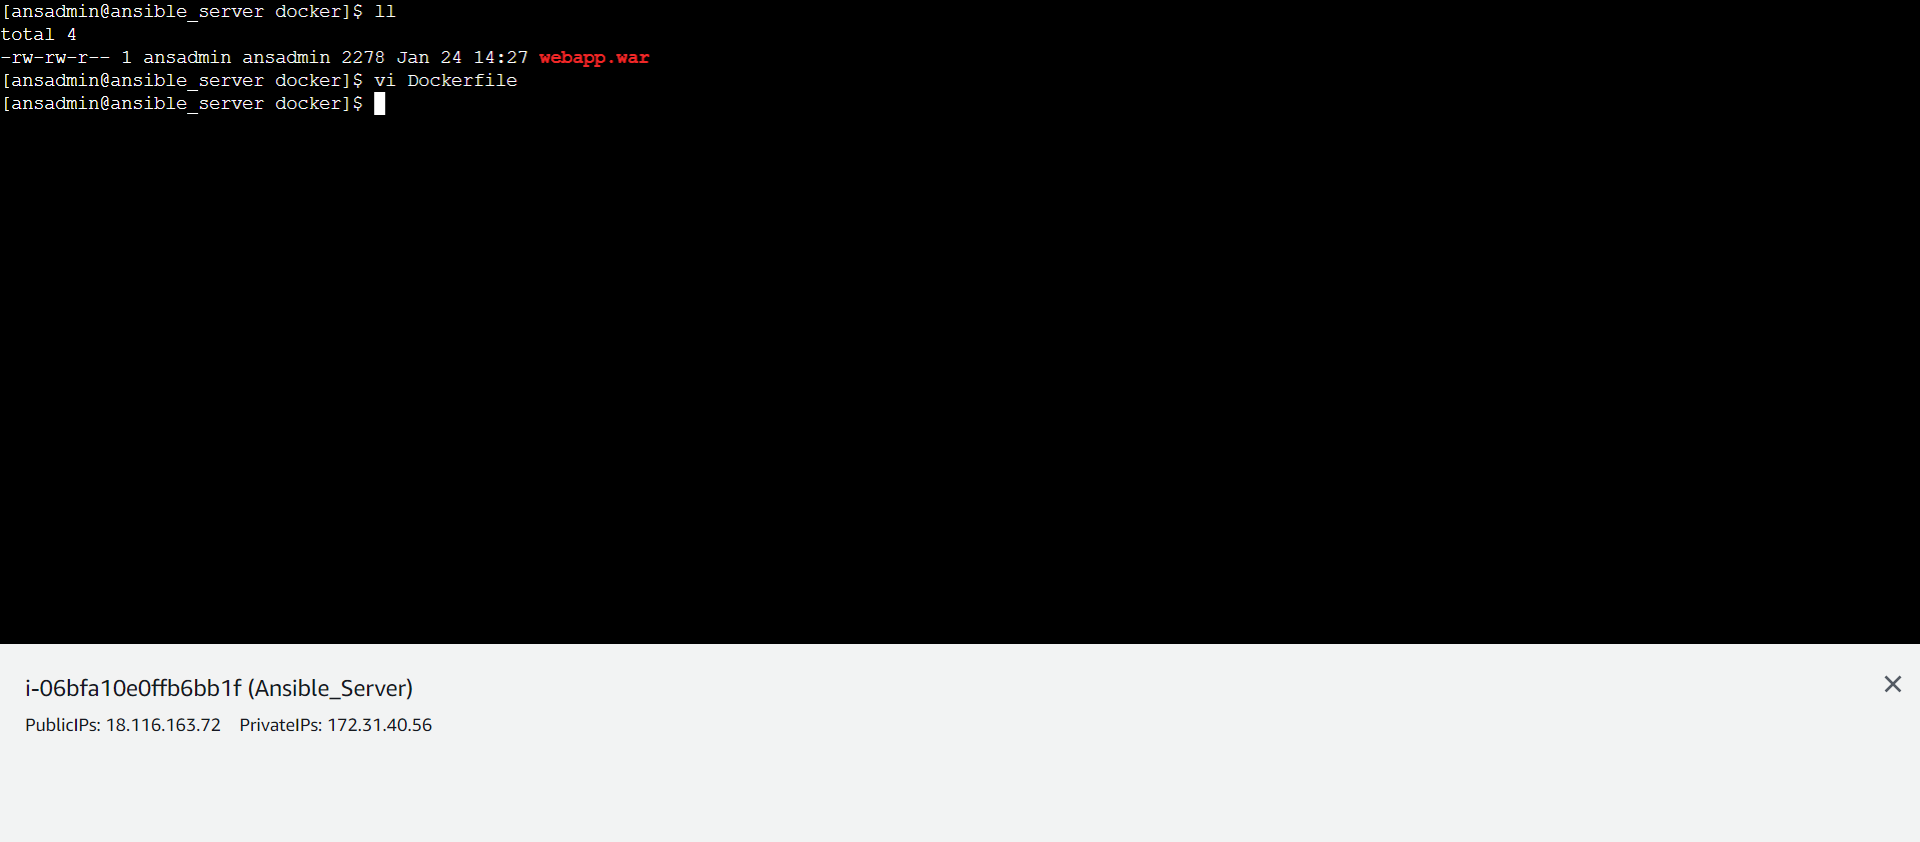 [ansadmin@ansible_server docker]$ ll
total 4
-rw-rw-r-- 1 ansadmin ansadmin 2278 Jan 24 14:27 webapp.war
[ansadmin@ansible_server docker]$ vi Dockerfile
[ansadmin@ansible_server docker]$
i-06bfa10e0ffb6bb1f (Ansible_Server)
PublicIPs: 18.116.163.72 PrivateIPs: 172.31.40.56